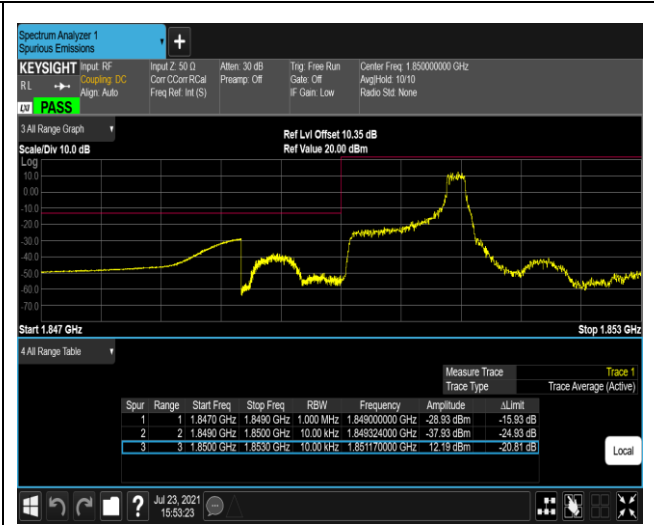 Spectrum Analyzer 1
Spurious Emissions
+
KEYSIGHT Input: RF Input Z: 50 Ω Atten: 30 dB Trig: Free Run Center Freq: 1.850000000 GHz
RL Coupling: DC Corr CCorr RCal Preamp: Off Gate: Off Avg|Hold: 10/10
Align: Auto Freq Ref: Int (S) IF Gain: Low Radio Std: None
LXI PASS
3 All Range Graph
Ref Lvl Offset 10.35 dB
Scale/Div 10.0 dB Ref Value 20.00 dBm
Log
10.0
0.00
-10.0
-20.0
-30.0
-40.0
-50.0
-60.0
-70.0
Start 1.847 GHz Stop 1.853 GHz
4 All Range Table
Measure Trace Trace 1
Trace Type Trace Average (Active)
Spur Range Start Freq Stop Freq RBW Frequency Amplitude ΔLimit
1 1 1.8470 GHz 1.8490 GHz 1.000 MHz 1.849000000 GHz -28.93 dBm -15.93 dB
2 2 1.8490 GHz 1.8500 GHz 10.00 kHz 1.849324000 GHz -37.93 dBm -24.93 dB
3 3 1.8500 GHz 1.8530 GHz 10.00 kHz 1.851170000 GHz 12.19 dBm -20.81 dB
Local
? Jul 23, 2021
15:53:23